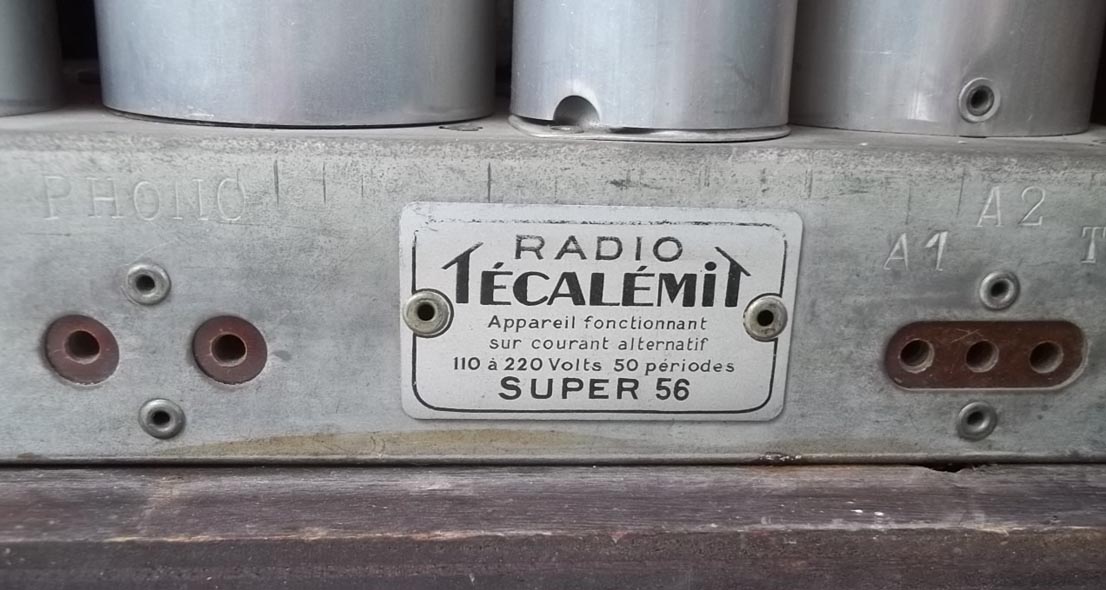 PHONO
A2
A1
T
RADIO
TÉCALÉMiT
Appareil fonctionnant
sur courant alternatif
110 à 220 Volts 50 périodes
SUPER 56